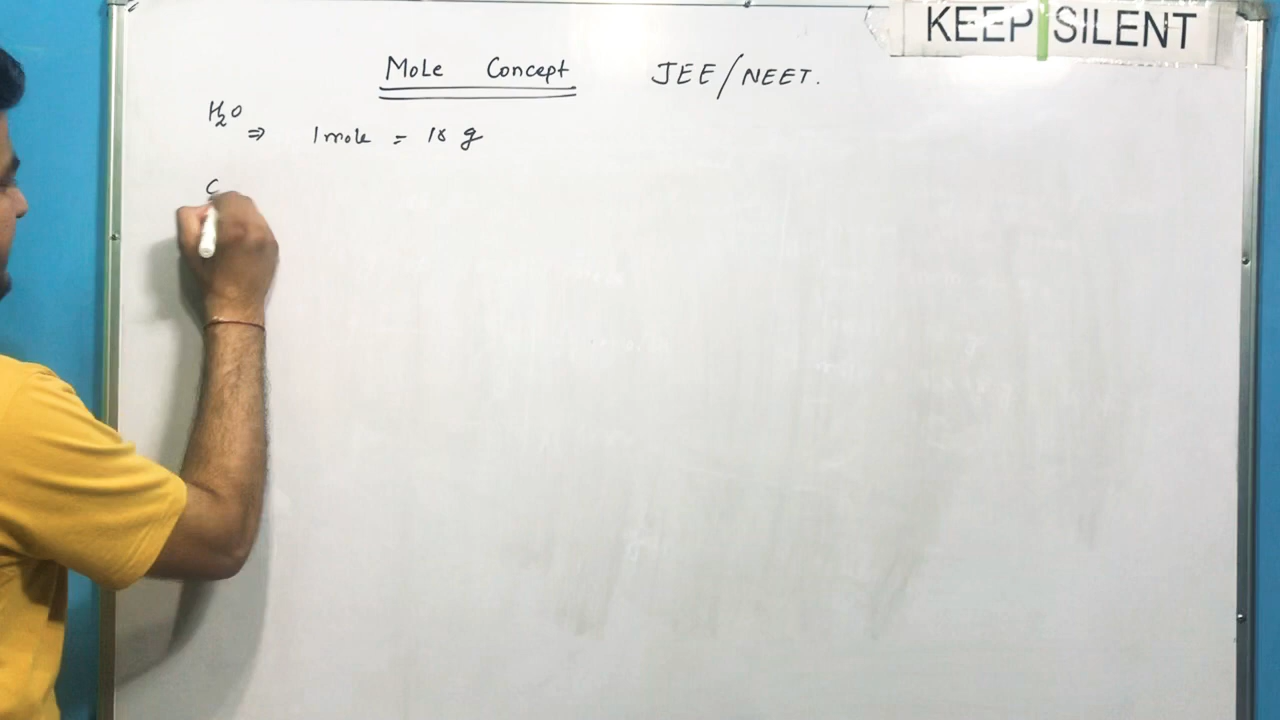 KEEP SILENT
Mole Concept JEE/NEET.
H₂O
⇒ 1 mole = 18 g
C